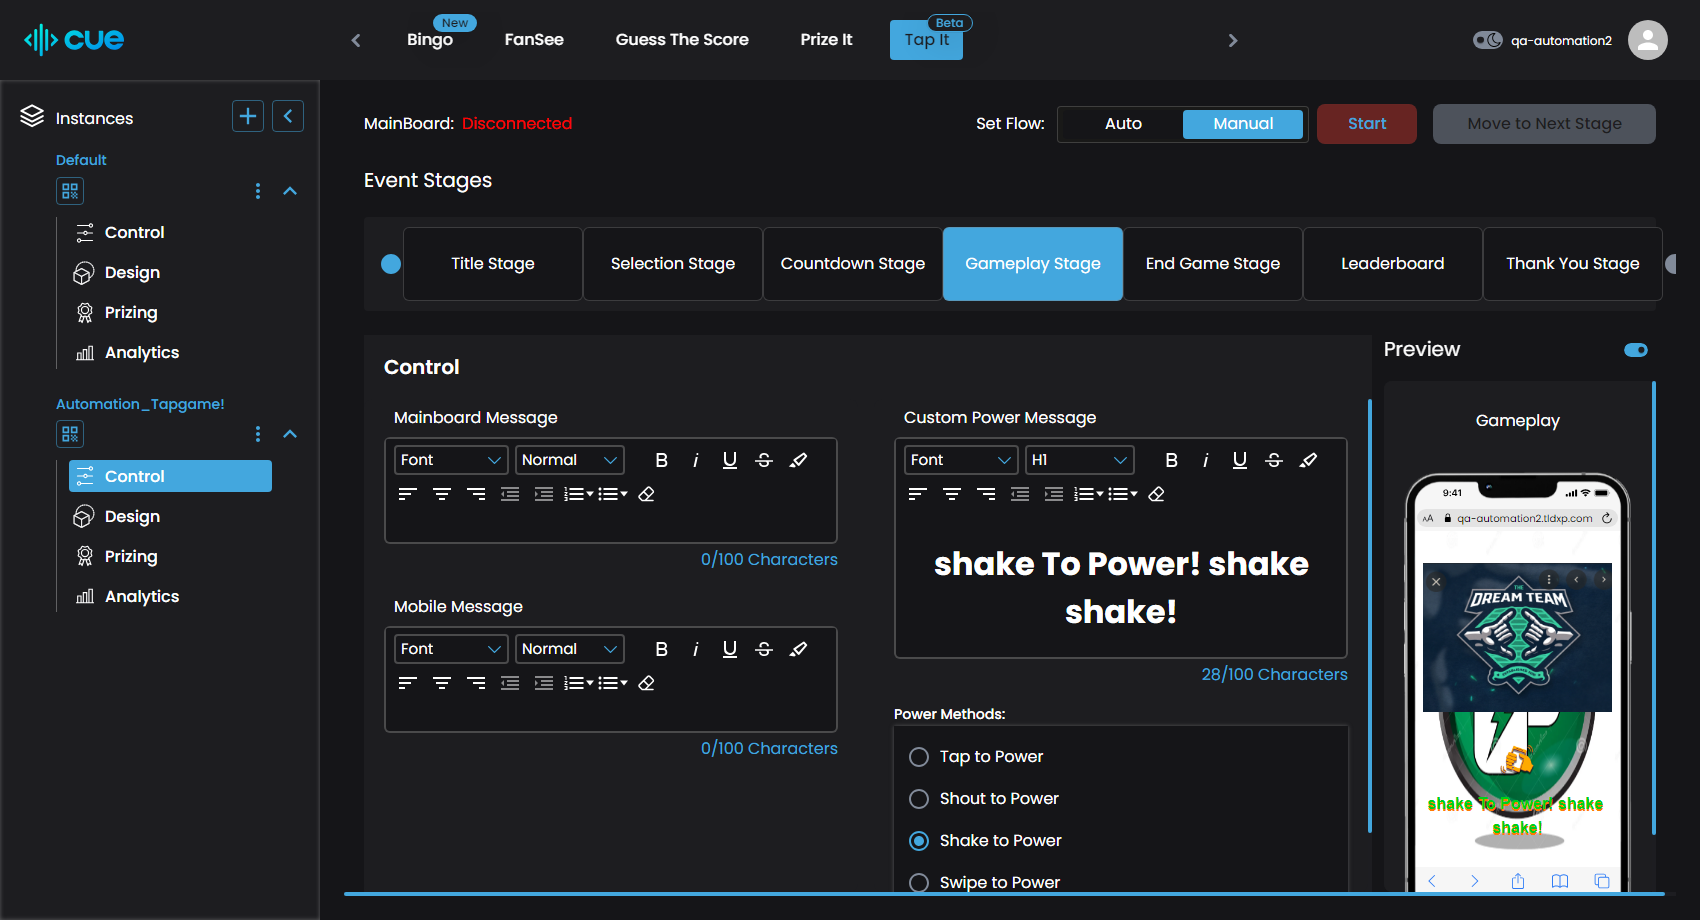 cue
Bingo
New
FanSee
Guess The Score
Prize It
Tap It
Beta
qa-automation2
Instances
Default
Control
Design
Prizing
Analytics
Automation_Tapgame!
Control
Design
Prizing
Analytics
MainBoard: Disconnected
Set Flow:
Auto
Manual
Start
Move to Next Stage
Event Stages
Title Stage
Selection Stage
Countdown Stage
Gameplay Stage
End Game Stage
Leaderboard
Thank You Stage
Control
Mainboard Message
Font
Normal
B i U S
0/100 Characters
Mobile Message
Font
Normal
B i U S
0/100 Characters
Custom Power Message
Font
H1
B i U S
shake To Power! shake
shake!
28/100 Characters
Power Methods:
Tap to Power
Shout to Power
Shake to Power
Swipe to Power
Preview
Gameplay
9:41
AA qa-automation2.tldxp.com
THE
DREAM TEAM
shake To Power! shake
shake!